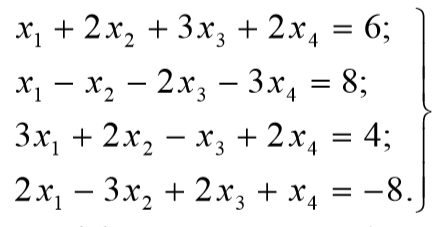 x₁ + 2x₂ + 3x₃ + 2x₄ = 6;
x₁ − x₂ − 2x₃ − 3x₄ = 8;
3x₁ + 2x₂ − x₃ + 2x₄ = 4;
2x₁ − 3x₂ + 2x₃ + x₄ = −8.